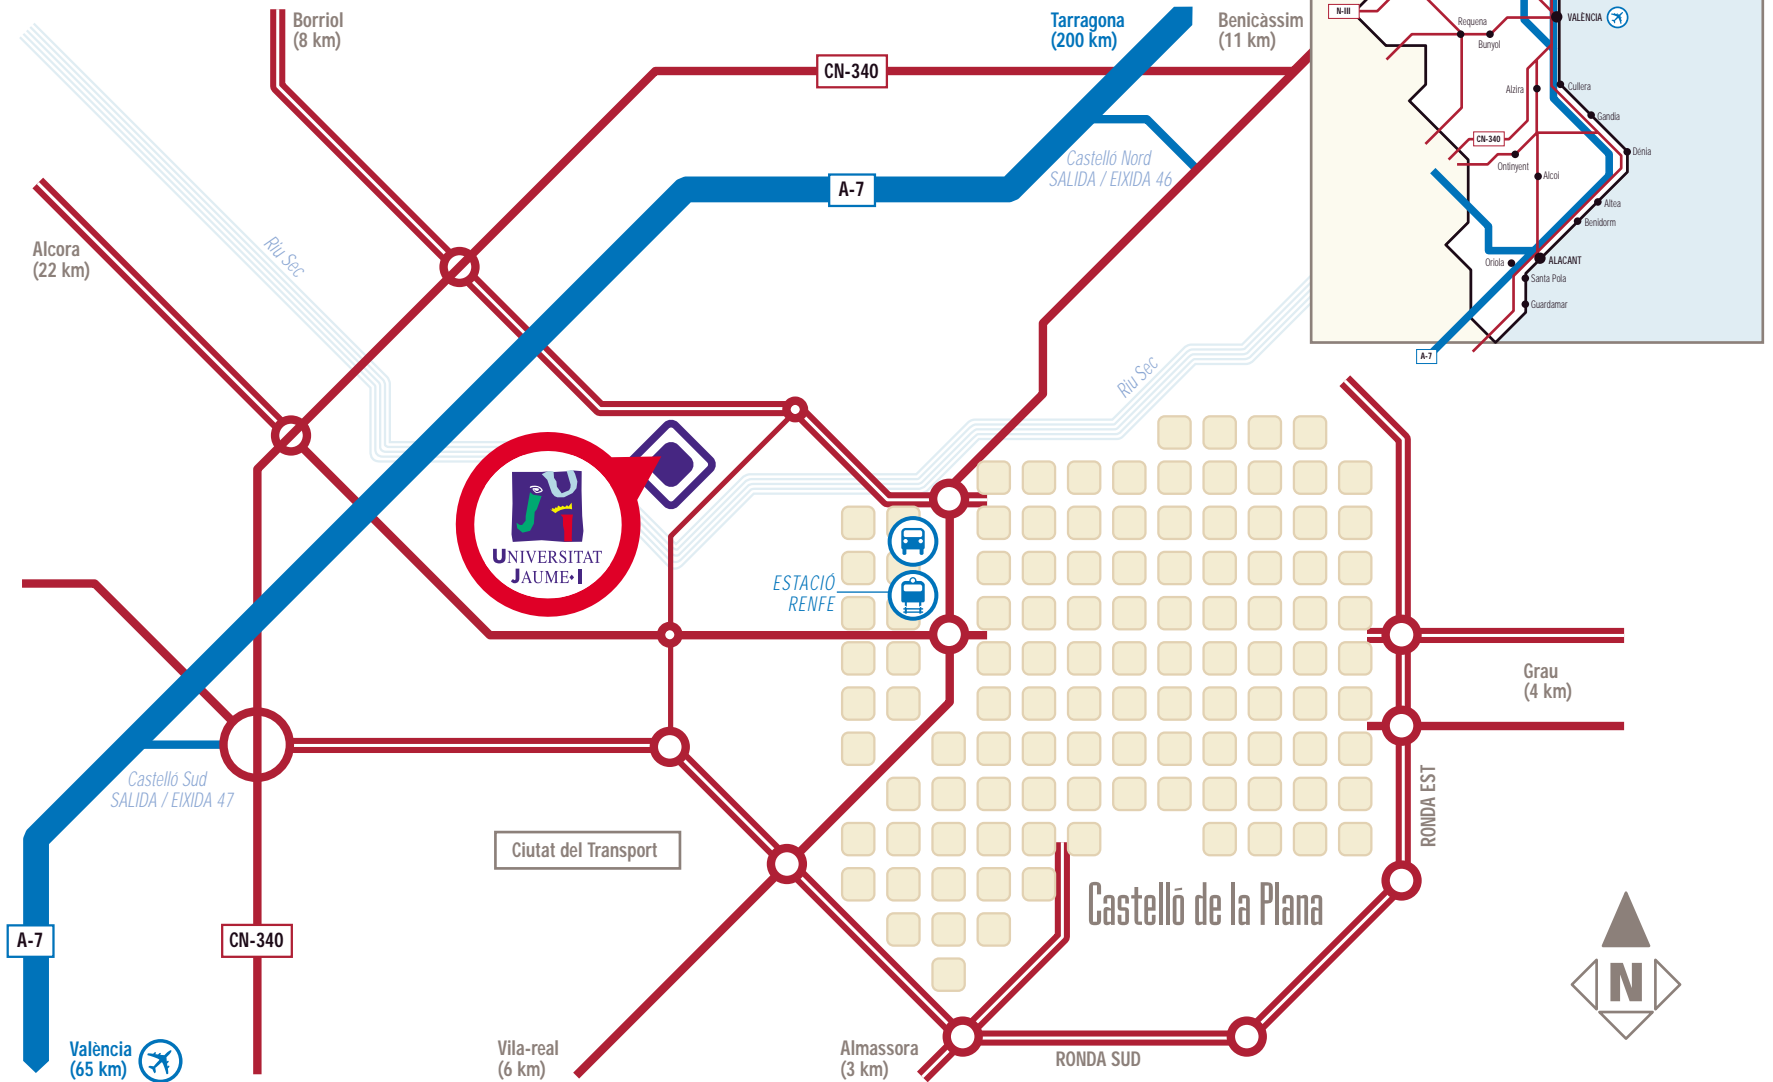 Borriol
(8 km)
Tarragona
(200 km)
Benicàssim
(11 km)
CN-340
A-7
Castelló Nord
SALIDA / EIXIDA 46
Riu Sec
Alcora
(22 km)
Riu Sec
UNIVERSITAT
JAUME•I
ESTACIÓ
RENFE
Castelló Sud
SALIDA / EIXIDA 47
Ciutat del Transport
Grau
(4 km)
RONDA EST
Castelló de la Plana
A-7
CN-340
N
València
(65 km)
Vila-real
(6 km)
Almassora
(3 km)
RONDA SUD
N-III
Requena
Bunyol
VALÈNCIA
Cullera
Alzira
Gandia
CN-340
Ontinyent
Dénia
Alcoi
Altea
Benidorm
Oriola
ALACANT
Santa Pola
Guardamar
A-7